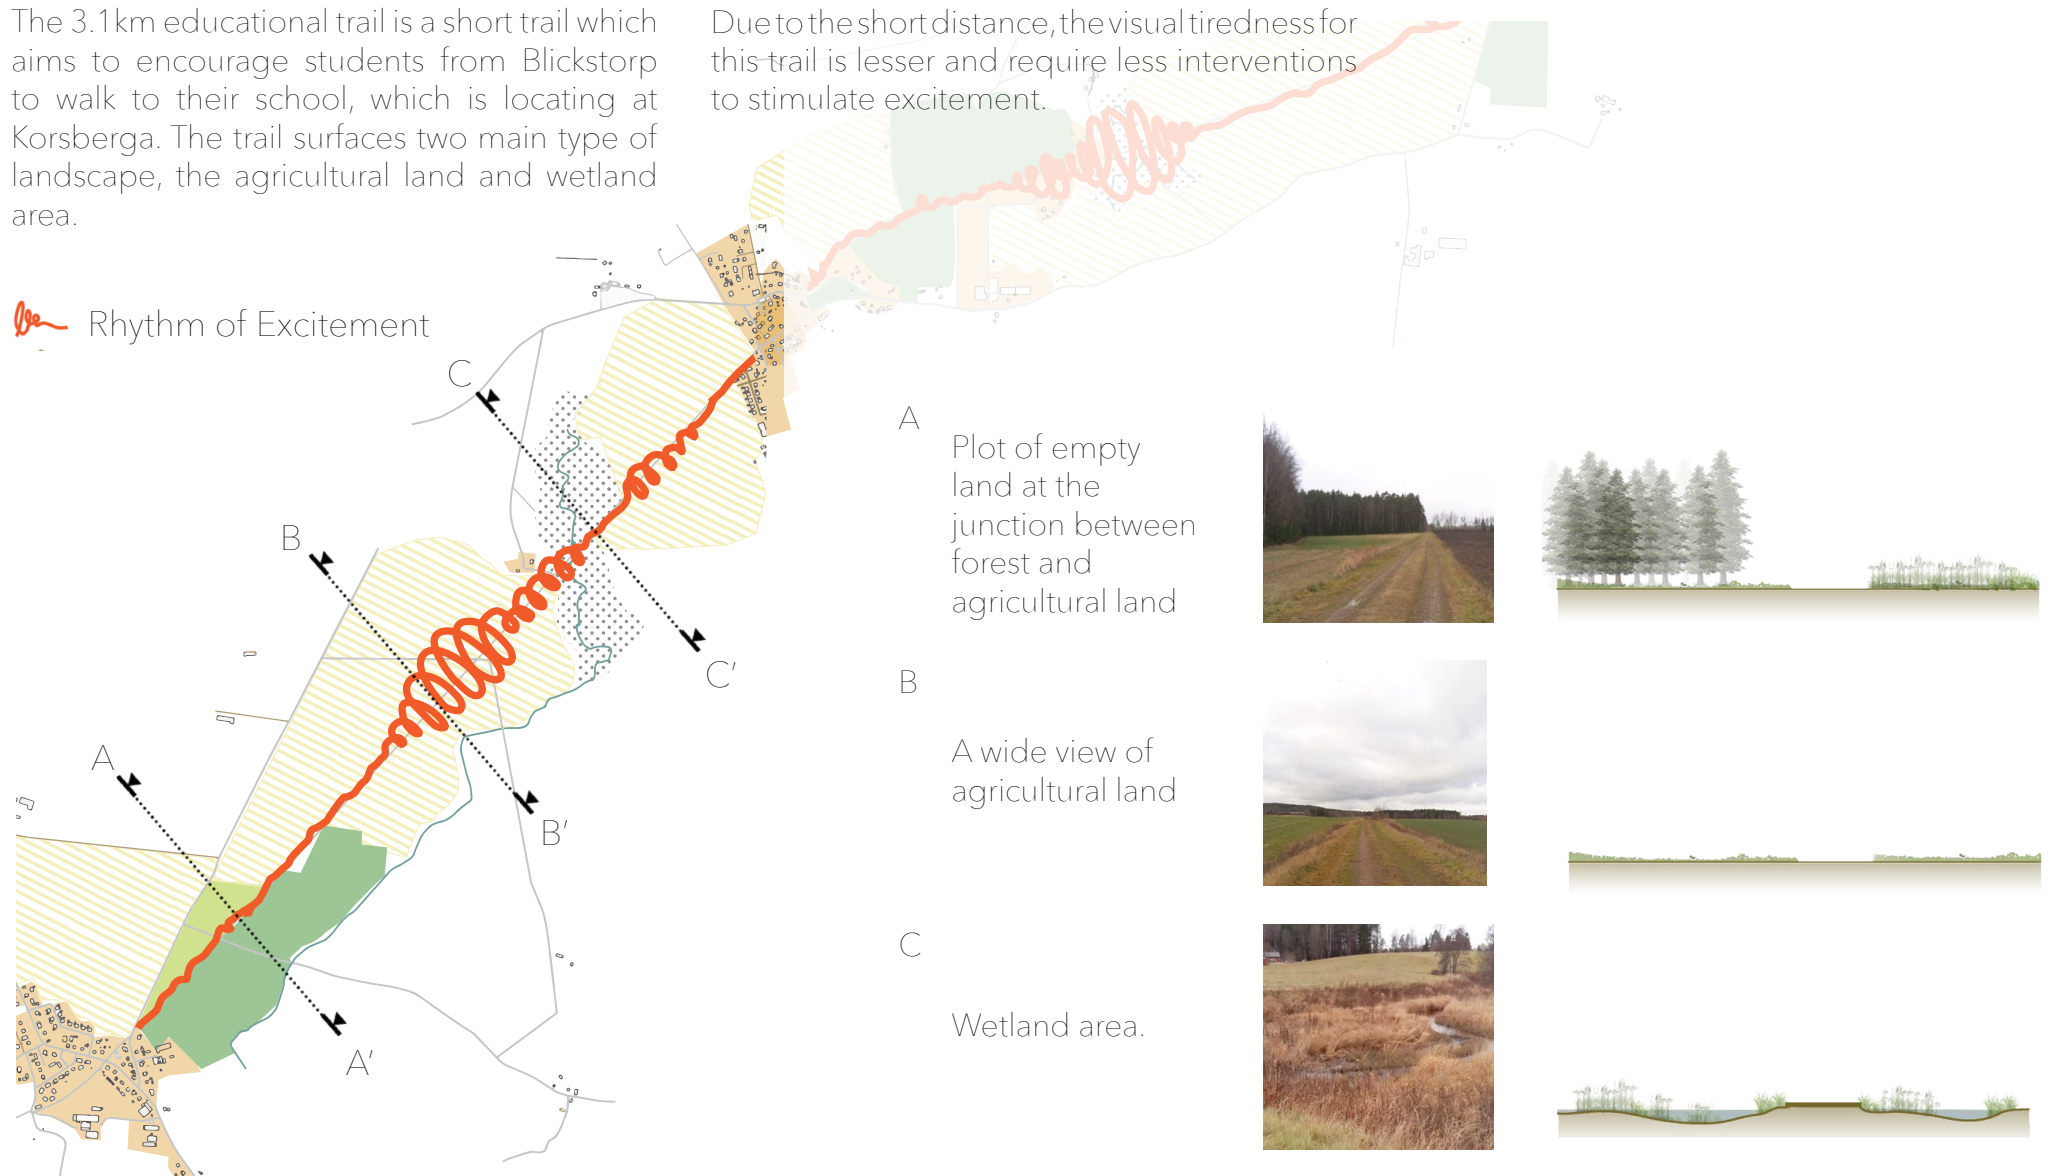 The 3.1km educational trail is a short trail which
aims to encourage students from Blickstorp
to walk to their school, which is locating at
Korsberga. The trail surfaces two main type of
landscape, the agricultural land and wetland
area.
Due to the short distance, the visual tiredness for
this trail is lesser and require less interventions
to stimulate excitement.
Rhythm of Excitement
C
B
A
C'
B'
A'
A
Plot of empty
land at the
junction between
forest and
agricultural land
B
A wide view of
agricultural land
C
Wetland area.